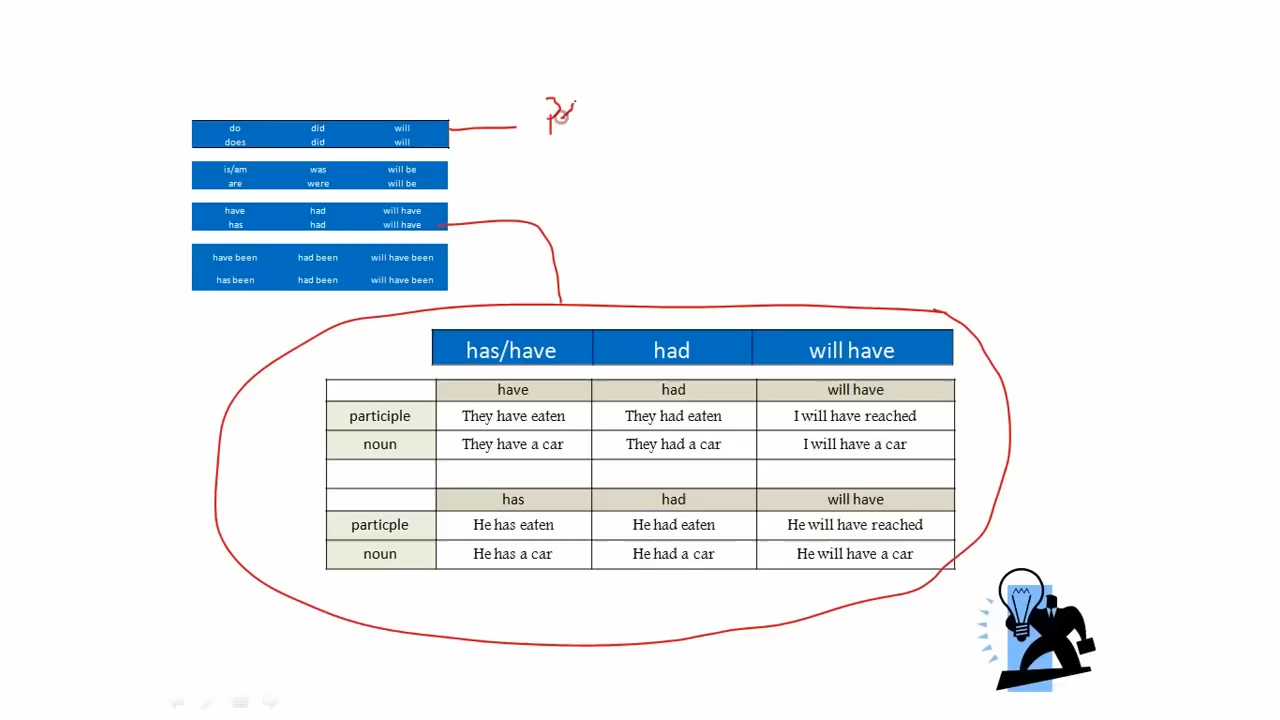 do did will
does did will
is/am was will be
are were will be
have had will have
has had will have
have been had been will have been
has been had been will have been
has/have had will have
have had will have
participle They have eaten They had eaten I will have reached
noun They have a car They had a car I will have a car
has had will have
particple He has eaten He had eaten He will have reached
noun He has a car He had a car He will have a car